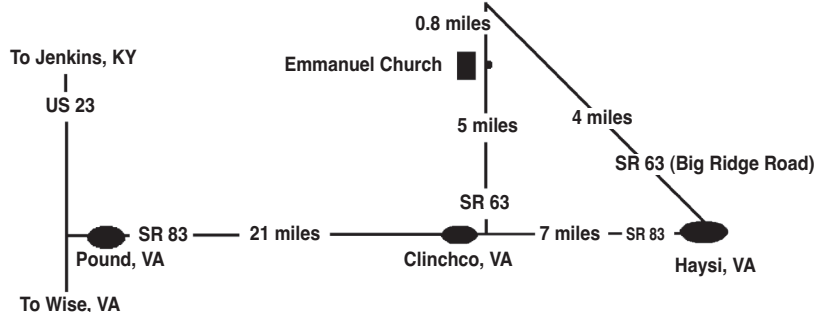 0.8 miles
To Jenkins, KY
Emmanuel Church
US 23
4 miles
5 miles
SR 63 (Big Ridge Road)
SR 63
SR 83
21 miles
7 miles
SR 83
Pound, VA
Clinchco, VA
Haysi, VA
To Wise, VA